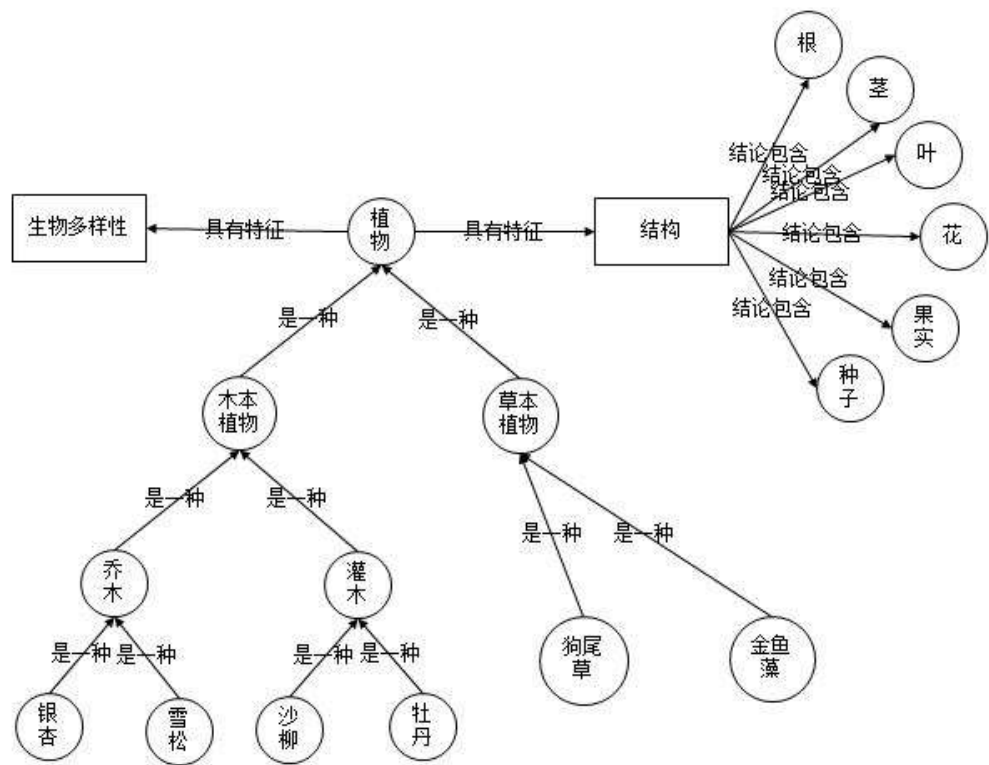 根
茎
叶
花
果
实
种
子
结论包含
结论包含
结论包含
结论包含
结论包含
结论包含
生物多样性
具有特征
植
物
具有特征
结构
是一种
是一种
木本
植物
草本
植物
是一种
是一种
是一种
是一种
乔
木
灌
木
狗尾
草
金鱼
藻
是一种
是一种
是一种
是一种
银
杏
雪
松
沙
柳
牡
丹